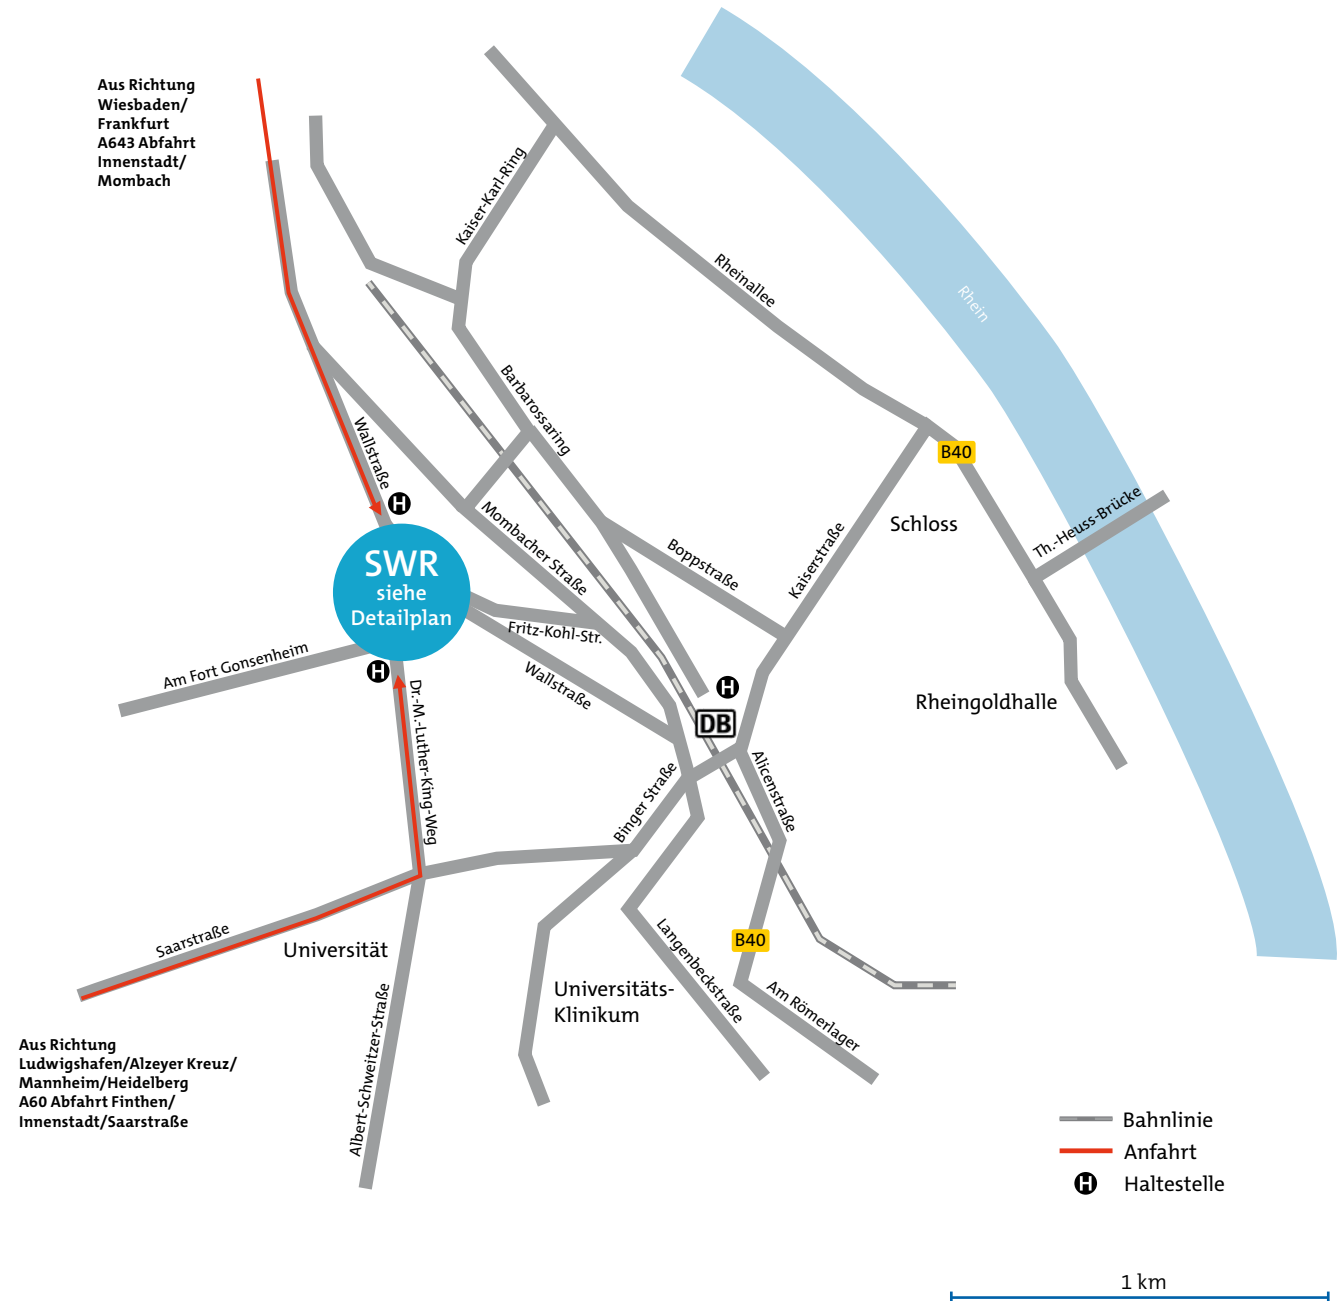 Aus Richtung
Wiesbaden/
Frankfurt
A643 Abfahrt
Innenstadt/
Mombach
Kaiser-Karl-Ring
Rheinallee
Rhein
Barbarossaring
Wallstraße
H
B40
Mombacher Straße
Th.-Heuss-Brücke
Schloss
Boppstraße
Kaiserstraße
SWR
siehe
Detailplan
Fritz-Kohl-Str.
Am Fort Gonsenheim
H
Wallstraße
H
DB
Rheingoldhalle
Dr.-M.-Luther-King-Weg
Binger Straße
Alicenstraße
Saarstraße
Universität
B40
Langenbeckstraße
Universitäts-
Klinikum
Am Römerlager
Albert-Schweitzer-Straße
Aus Richtung
Ludwigshafen/Alzeyer Kreuz/
Mannheim/Heidelberg
A60 Abfahrt Finthen/
Innenstadt/Saarstraße
Bahnlinie
Anfahrt
H Haltestelle
1 km